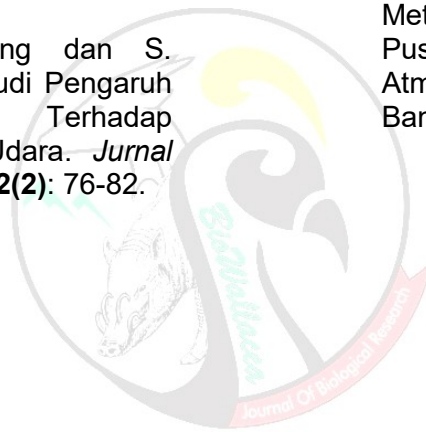 ng dan S.
udi Pengaruh
Terhadap
Udara. Jurnal
2(2): 76-82.
Met
Pus
Atm
Ban
BioWallacea
Journal Of Biological Research